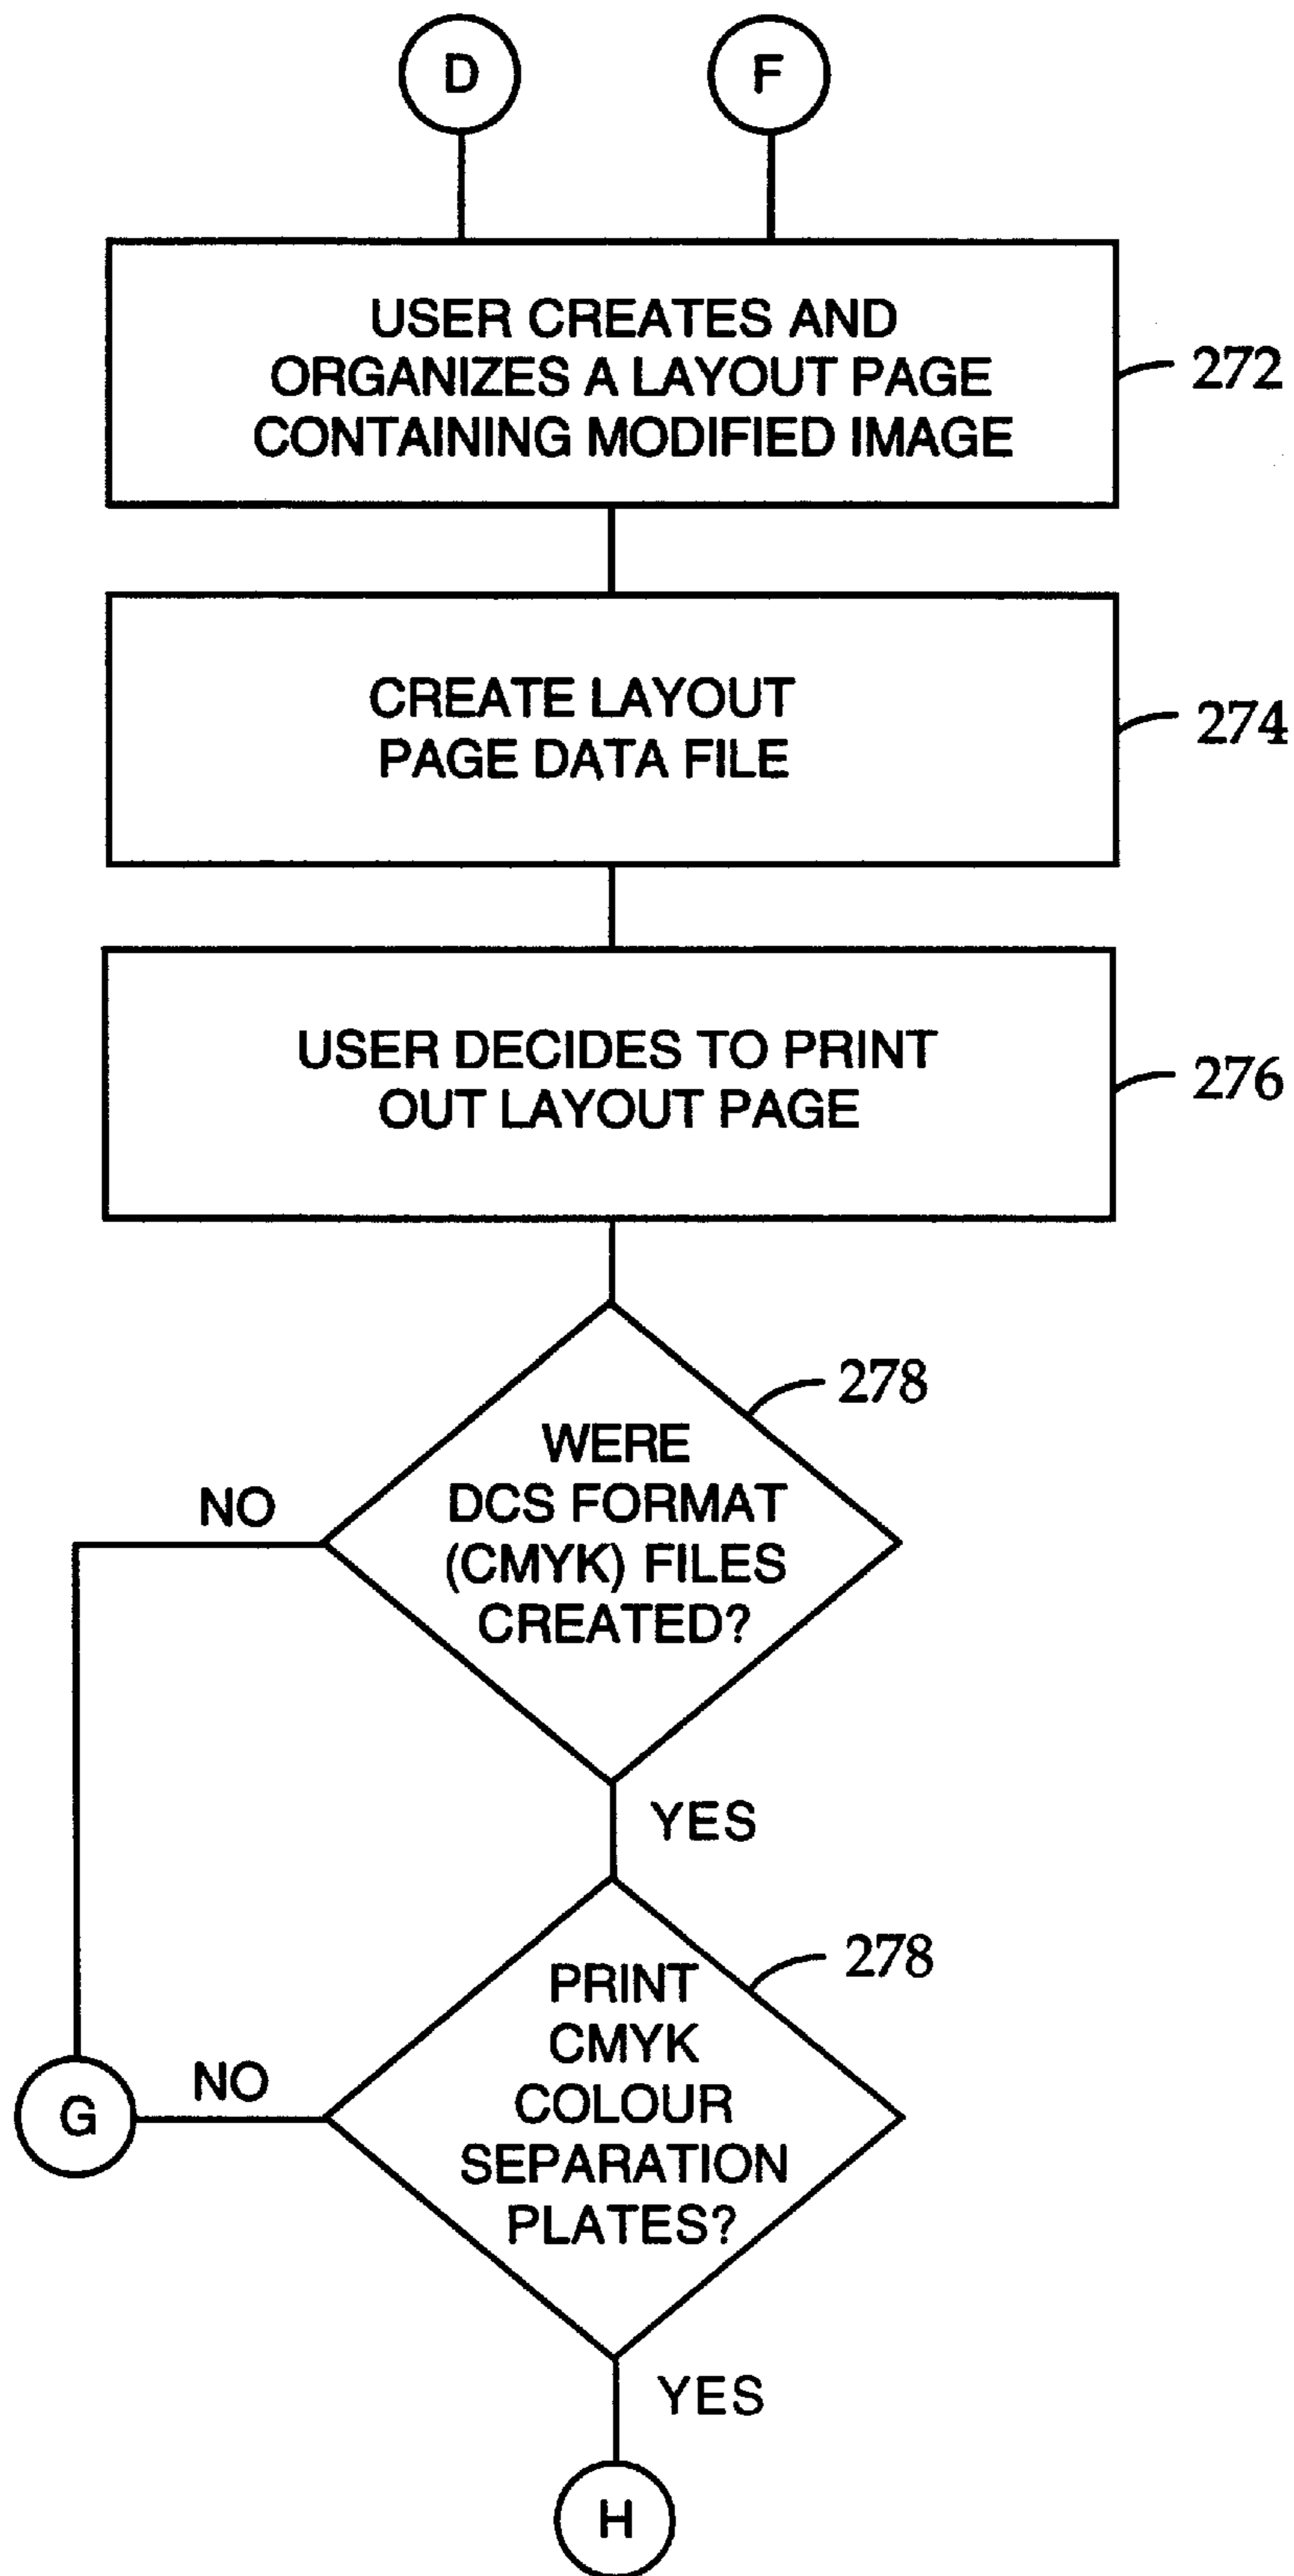 D
F
USER CREATES AND
ORGANIZES A LAYOUT PAGE
CONTAINING MODIFIED IMAGE
272
CREATE LAYOUT
PAGE DATA FILE
274
USER DECIDES TO PRINT
OUT LAYOUT PAGE
276
278
WERE
DCS FORMAT
(CMYK) FILES
CREATED?
NO
YES
278
PRINT
CMYK
COLOUR
SEPARATION
PLATES?
NO
G
YES
H